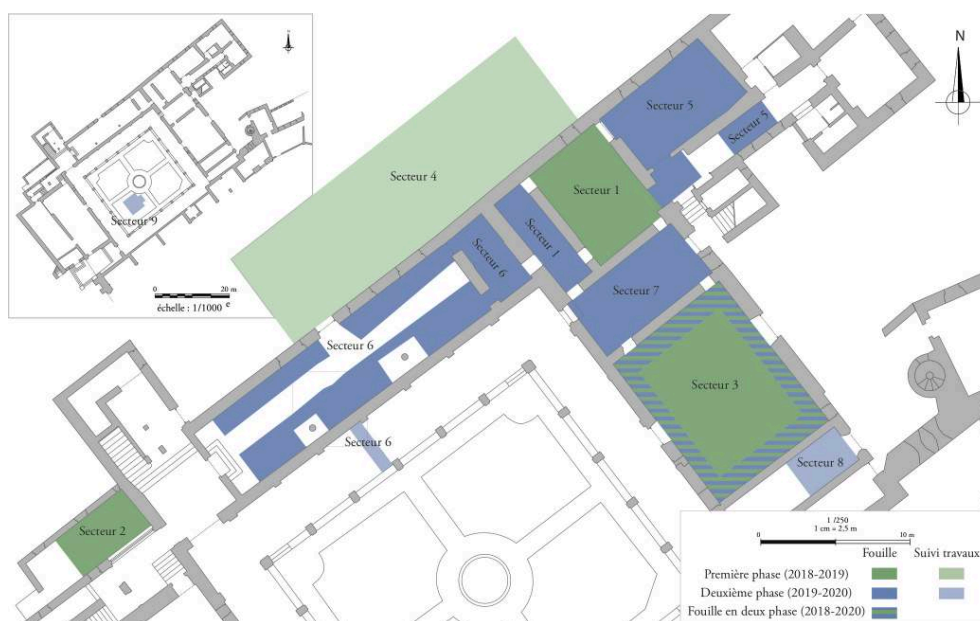 N
Secteur 9
0 20 m
échelle : 1/1000 e
Secteur 4
Secteur 5
Secteur 5
Secteur 1
Secteur 1
Secteur 6
Secteur 7
Secteur 6
Secteur 3
Secteur 6
Secteur 8
Secteur 2
1 /250
1 cm = 2,5 m
0 10 m
Fouille Suivi travaux
Première phase (2018-2019)
Deuxième phase (2019-2020)
Fouille en deux phase (2018-2020)